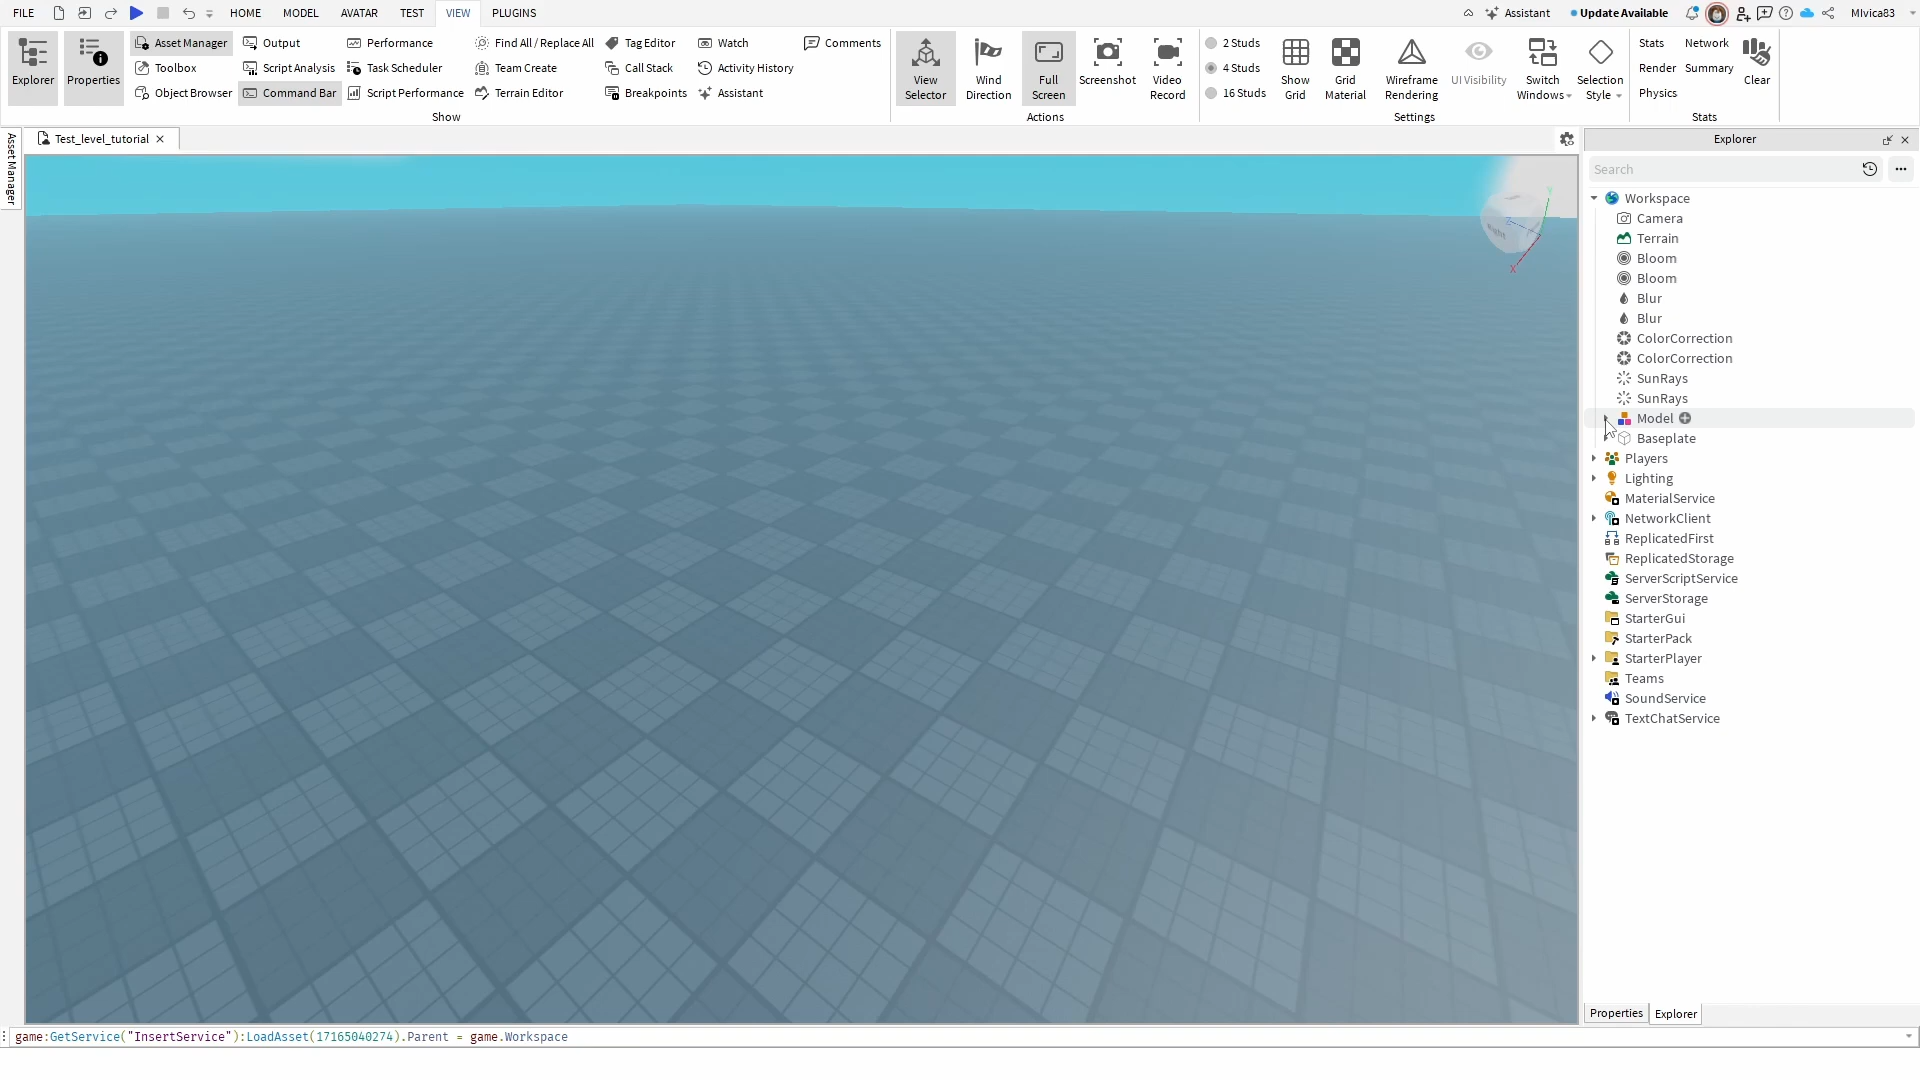 FILE HOME MODEL AVATAR TEST VIEW PLUGINS Assistant Update Available MIvica83
Explorer
Properties
Asset Manager Output Performance Find All / Replace All Tag Editor Watch Comments
Toolbox Script Analysis Task Scheduler Team Create Call Stack Activity History
Object Browser Command Bar Script Performance Terrain Editor Breakpoints Assistant
Show
View Selector
Wind Direction
Full Screen
Screenshot
Video Record
Actions
2 Studs
4 Studs
16 Studs
Show Grid
Grid Material
Wireframe Rendering
UI Visibility
Switch Windows
Selection Style
Settings
Stats Network
Render Summary
Physics
Clear
Stats
Asset Manager
Test_level_tutorial
Explorer
Search
Workspace
Camera
Terrain
Bloom
Bloom
Blur
Blur
ColorCorrection
ColorCorrection
SunRays
SunRays
Model
Baseplate
Players
Lighting
MaterialService
NetworkClient
ReplicatedFirst
ReplicatedStorage
ServerScriptService
ServerStorage
StarterGui
StarterPack
StarterPlayer
Teams
SoundService
TextChatService
Y
Z
X
Properties Explorer
game:GetService("InsertService"):LoadAsset(17165040274).Parent = game.Workspace